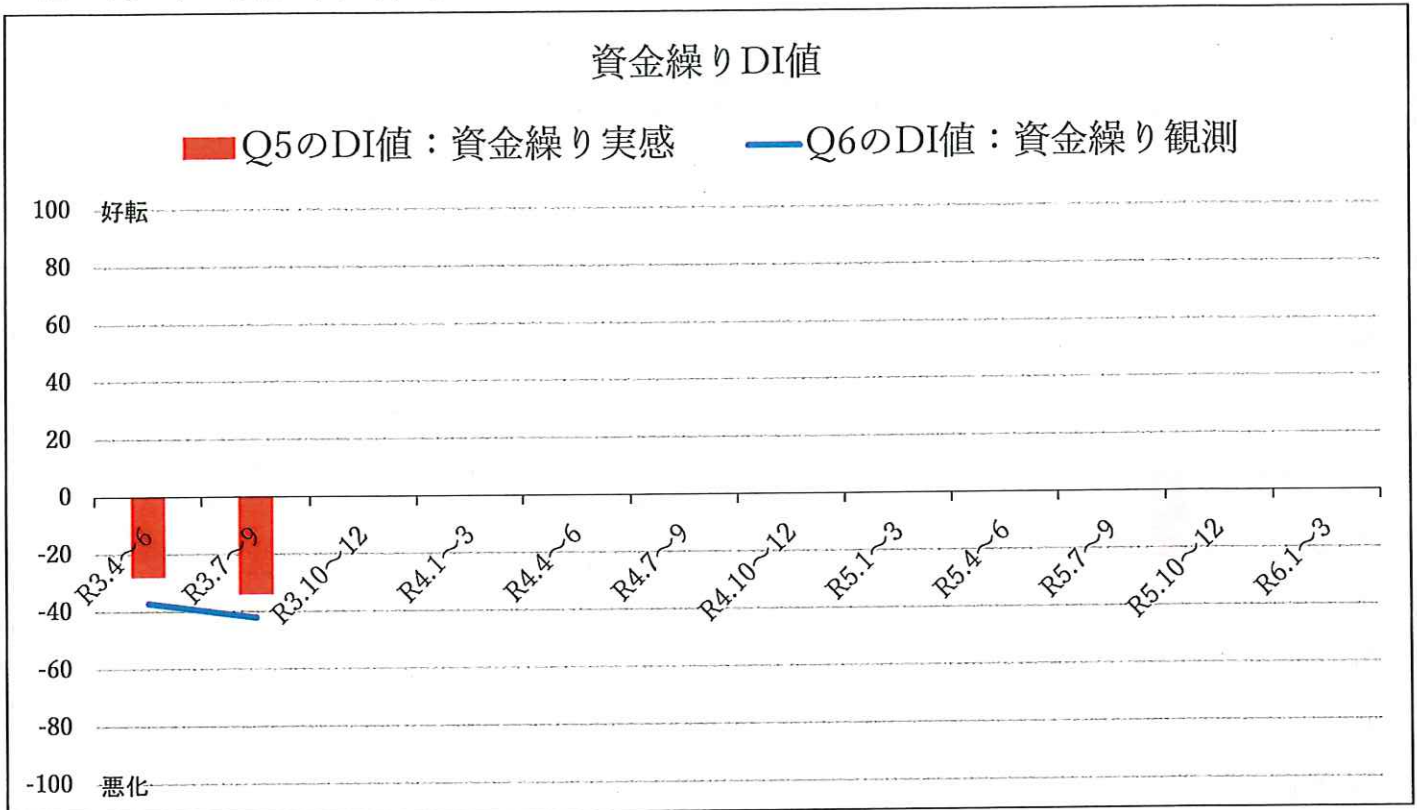 資金繰りDI値
Q5のDI値：資金繰り実感 Q6のDI値：資金繰り観測
100 好転
80
60
40
20
0
-20
-40
-60
-80
-100 悪化
R3.4～6
R3.7～9
R3.10～12
R4.1～3
R4.4～6
R4.7～9
R4.10～12
R5.1～3
R5.4～6
R5.7～9
R5.10～12
R6.1～3